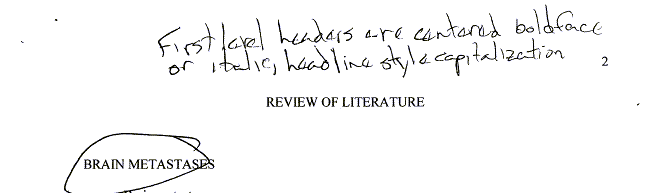 First level headers are centered boldface
or italic, headline style capitalization
2
REVIEW OF LITERATURE
BRAIN METASTASES